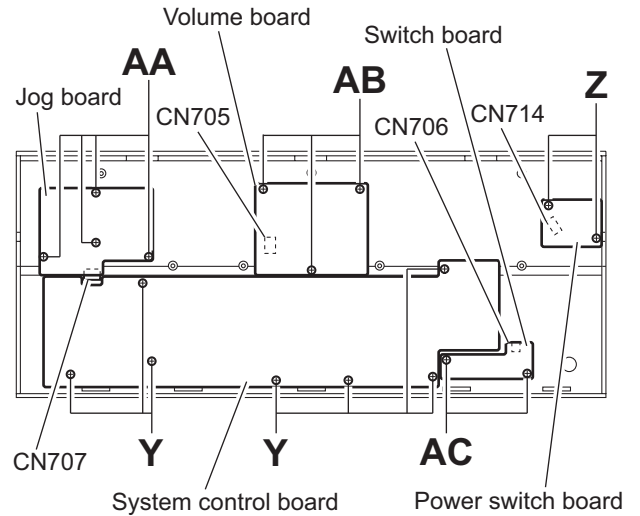 Volume board
Switch board
AA
AB
Z
Jog board
CN705
CN706
CN714
CN707
Y
Y
AC
System control board
Power switch board